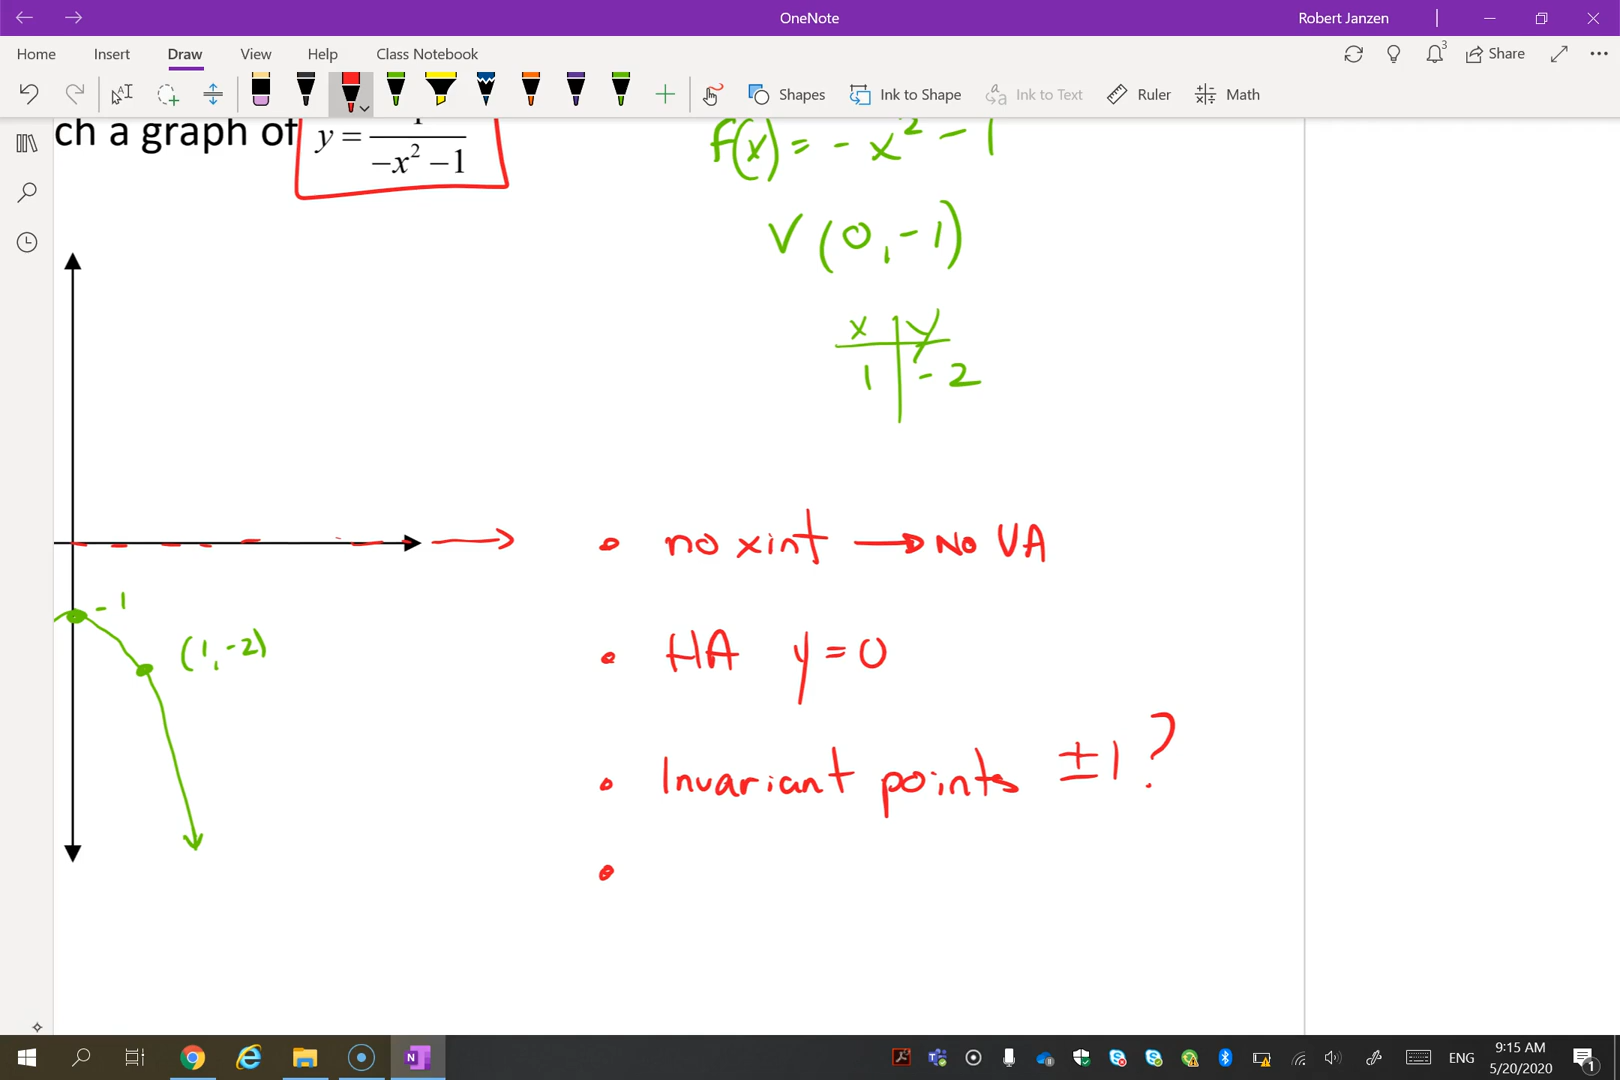 OneNote
Robert Janzen
Home Insert Draw View Help Class Notebook
3
Share
Shapes Ink to Shape Ink to Text Ruler Math
ch a graph of y = 
-x² -1
f(x) = - x² - 1
V (0, -1)
x | y
1 | - 2
• no xint → No VA
-1
(1, -2)
• HA y = 0
• Invariant points ±1 ?
•
ENG
9:15 AM
5/20/2020
1